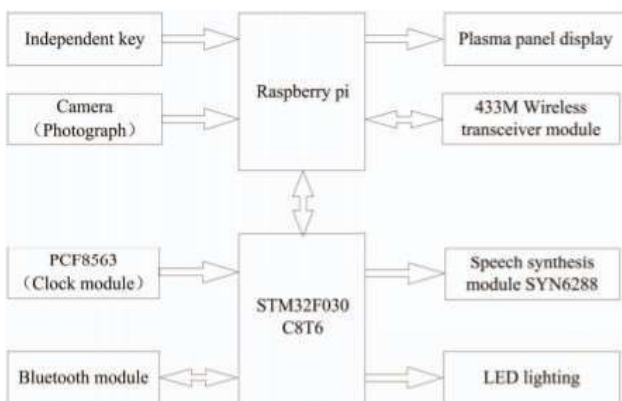 Independent key
Plasma panel display
Raspberry pi
Camera
（Photograph）
433M Wireless
transceiver module
PCF8563
（Clock module）
STM32F030
C8T6
Speech synthesis
module SYN6288
Bluetooth module
LED lighting